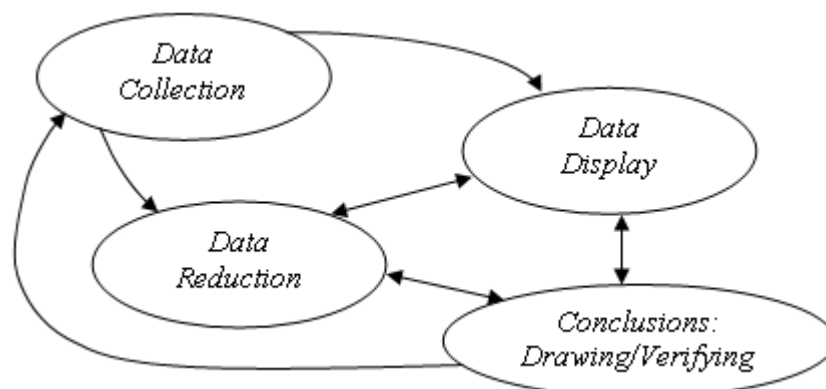 Data
Collection
Data
Display
Data
Reduction
Conclusions:
Drawing/Verifying